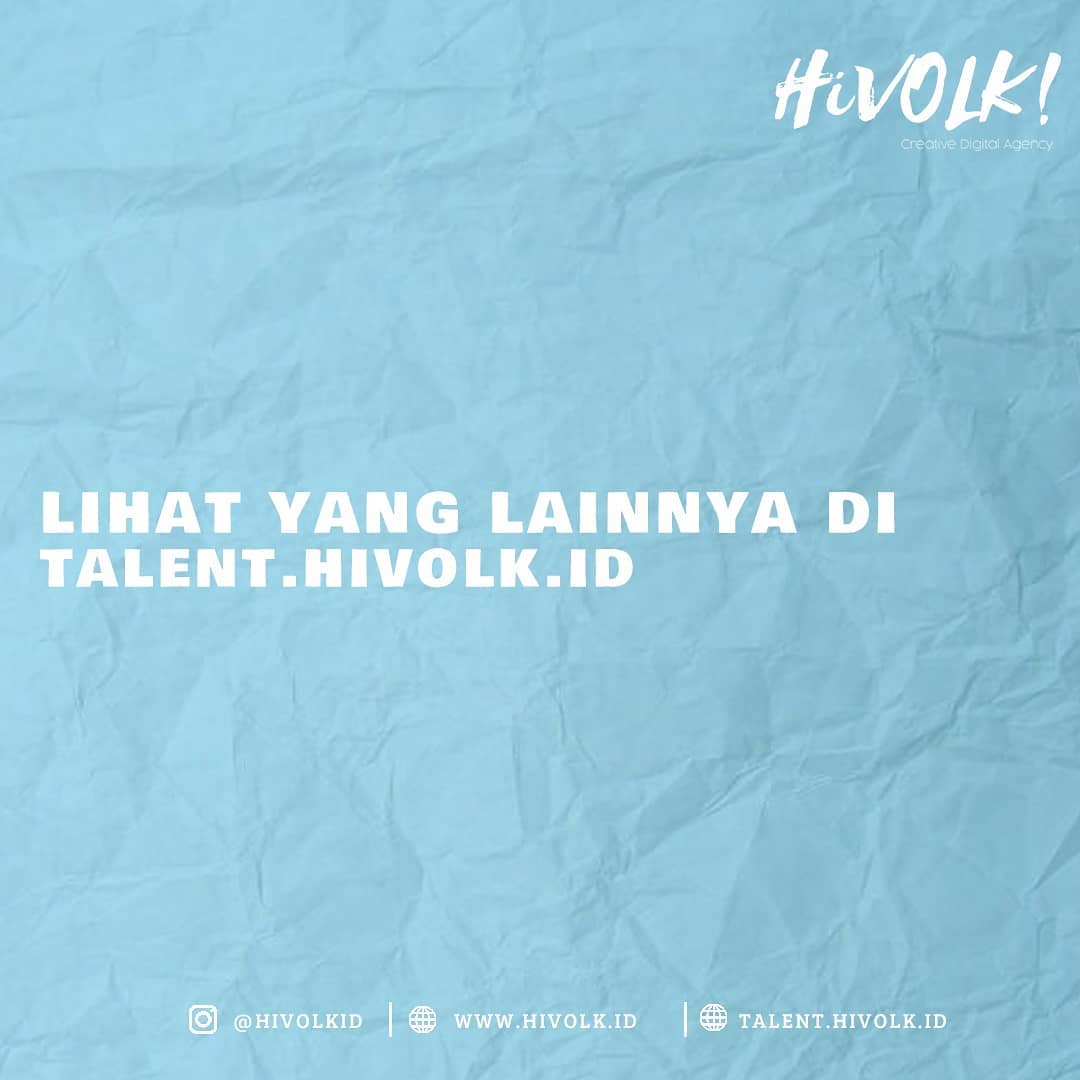 HiVOLK!
Creative Digital Agency
LIHAT YANG LAINNYA DI
TALENT.HIVOLK.ID
@HIVOLKID | WWW.HIVOLK.ID | TALENT.HIVOLK.ID